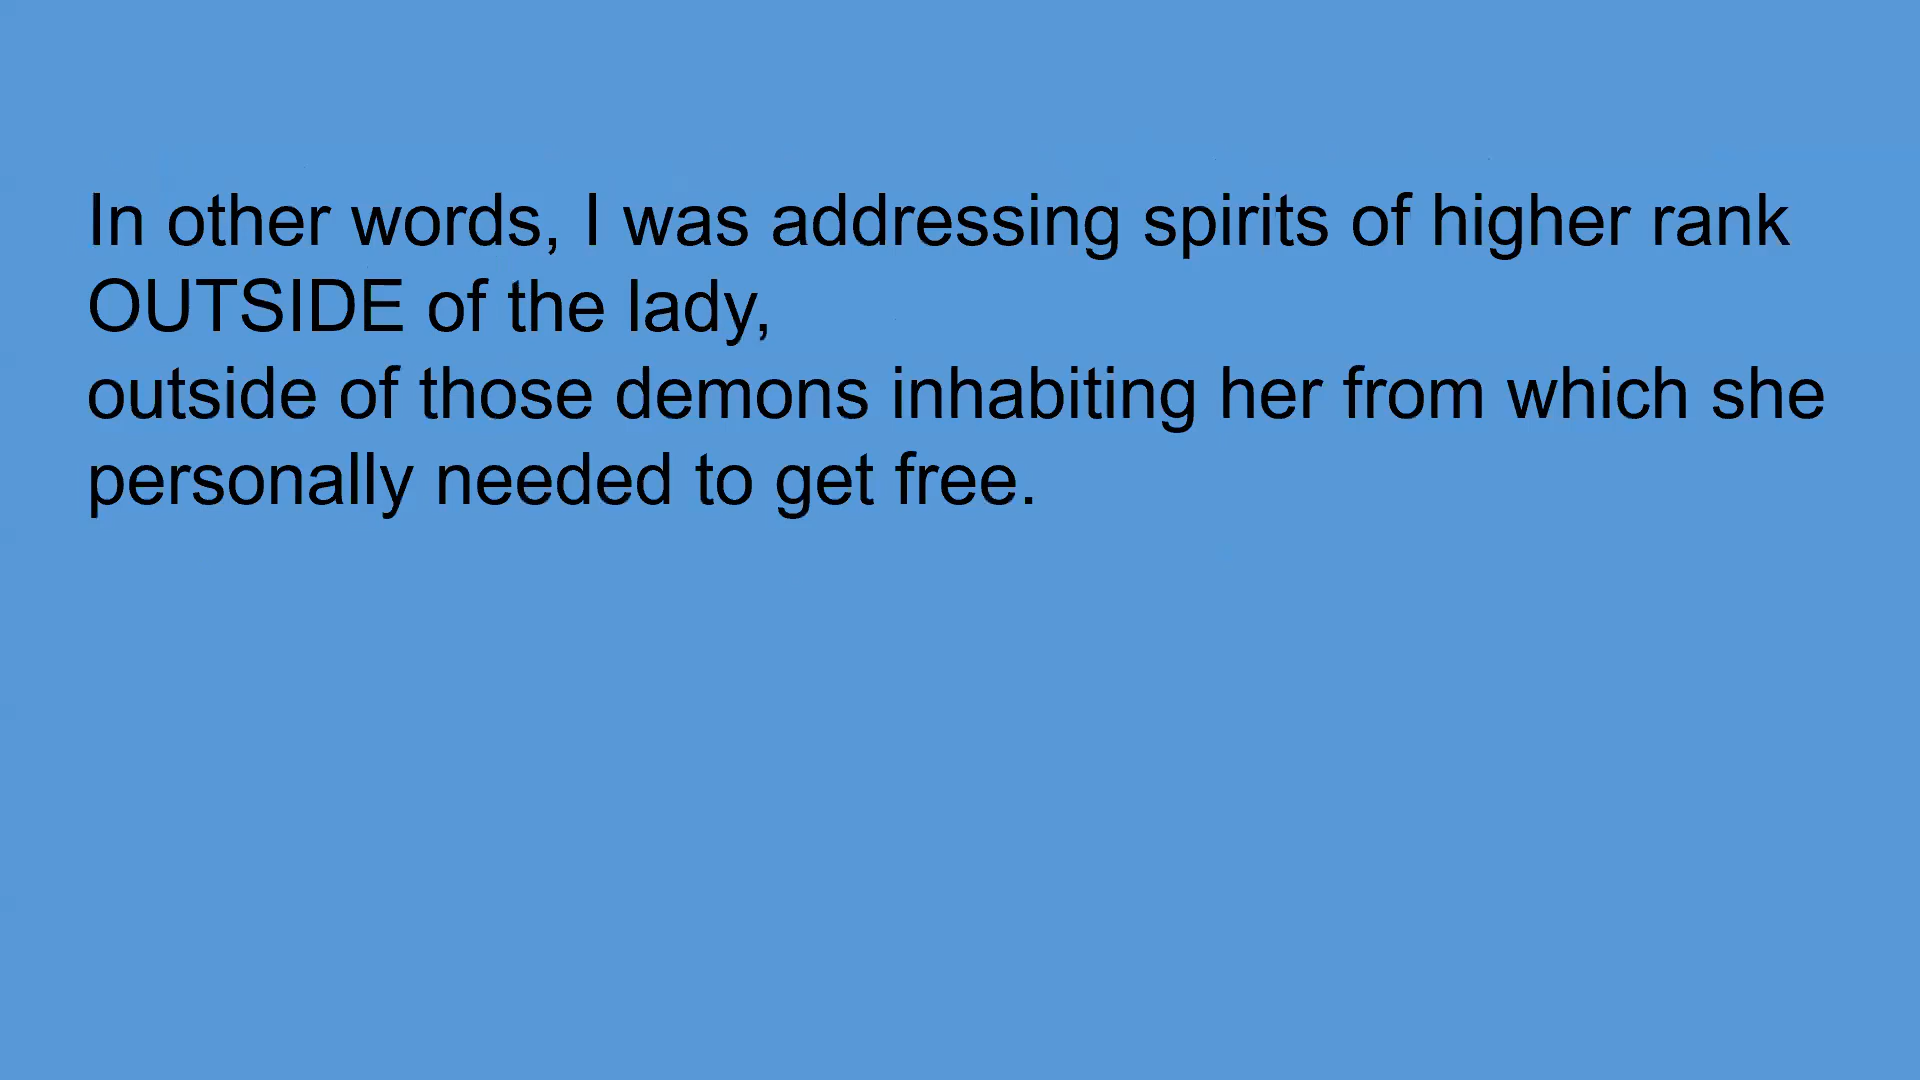 In other words, I was addressing spirits of higher rank
OUTSIDE of the lady,
outside of those demons inhabiting her from which she
personally needed to get free.